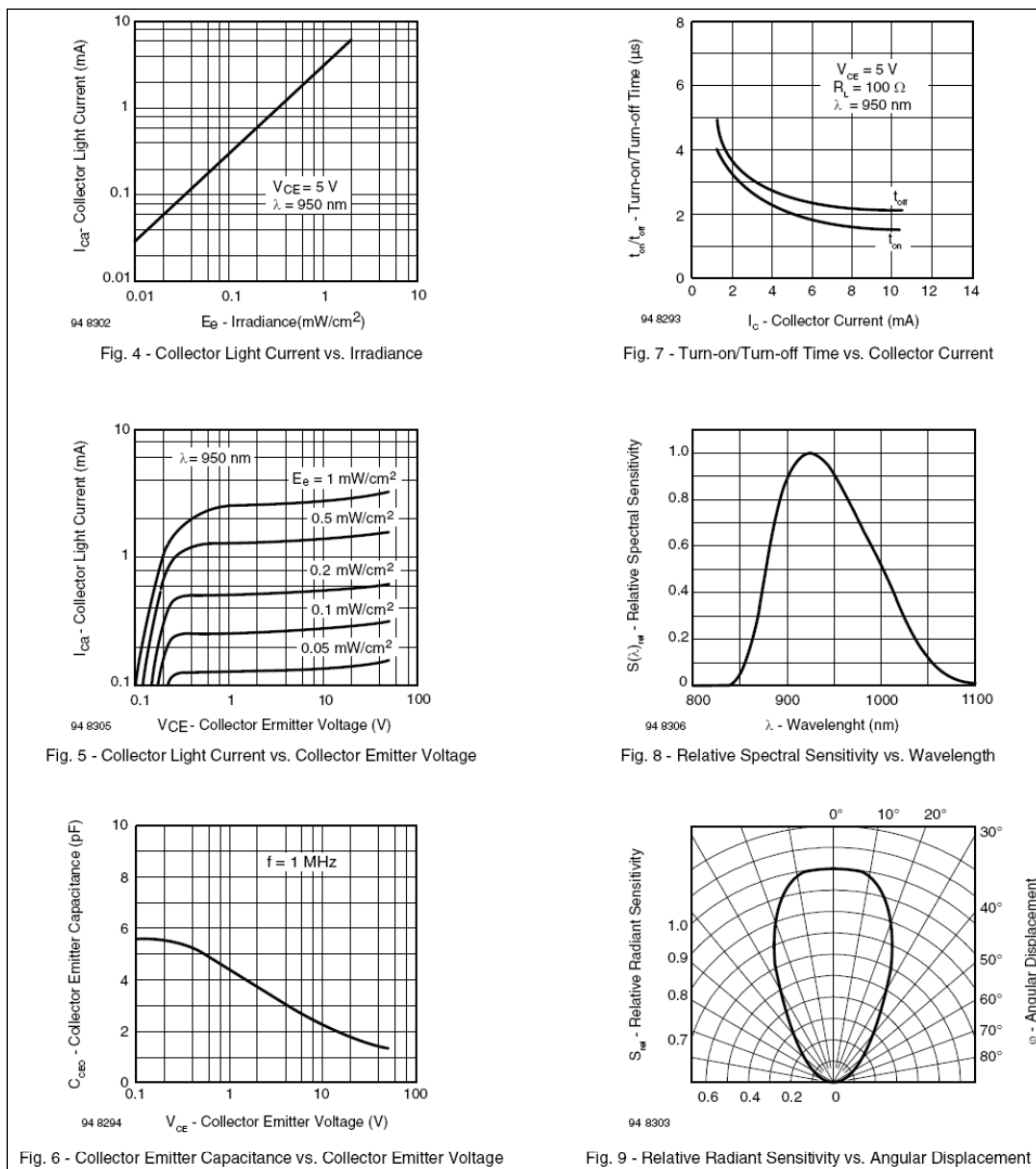 10
1
0.1
0.01
I_ca - Collector Light Current (mA)
VCE = 5 V
λ = 950 nm
0.01 0.1 1 10
94 8302
Ee - Irradiance(mW/cm²)
Fig. 4 - Collector Light Current vs. Irradiance
8
6
4
2
0
t_on/t_off - Turn-on/Turn-off Time (µs)
V_CE = 5 V
R_L = 100 Ω
λ = 950 nm
t_off
t_on
0 2 4 6 8 10 12 14
94 8293
I_c - Collector Current (mA)
Fig. 7 - Turn-on/Turn-off Time vs. Collector Current
10
1
0.1
I_ca - Collector Light Current (mA)
λ = 950 nm
Ee = 1 mW/cm²
0.5 mW/cm²
0.2 mW/cm²
0.1 mW/cm²
0.05 mW/cm²
0.1 1 10 100
94 8305
VCE - Collector Ermitter Voltage (V)
Fig. 5 - Collector Light Current vs. Collector Emitter Voltage
1.0
0.8
0.6
0.4
0.2
0
S(λ)_rel - Relative Spectral Sensitivity
800 900 1000 1100
94 8306
λ - Wavelenght (nm)
Fig. 8 - Relative Spectral Sensitivity vs. Wavelength
10
8
6
4
2
0
C_CEO - Collector Emitter Capacitance (pF)
f = 1 MHz
0.1 1 10 100
94 8294
V_CE - Collector Emitter Voltage (V)
Fig. 6 - Collector Emitter Capacitance vs. Collector Emitter Voltage
0° 10° 20°
30°
40°
50°
60°
70°
80°
1.0
0.9
0.8
0.7
S_rel - Relative Radiant Sensitivity
φ - Angular Displacement
0.6 0.4 0.2 0
94 8303
Fig. 9 - Relative Radiant Sensitivity vs. Angular Displacement